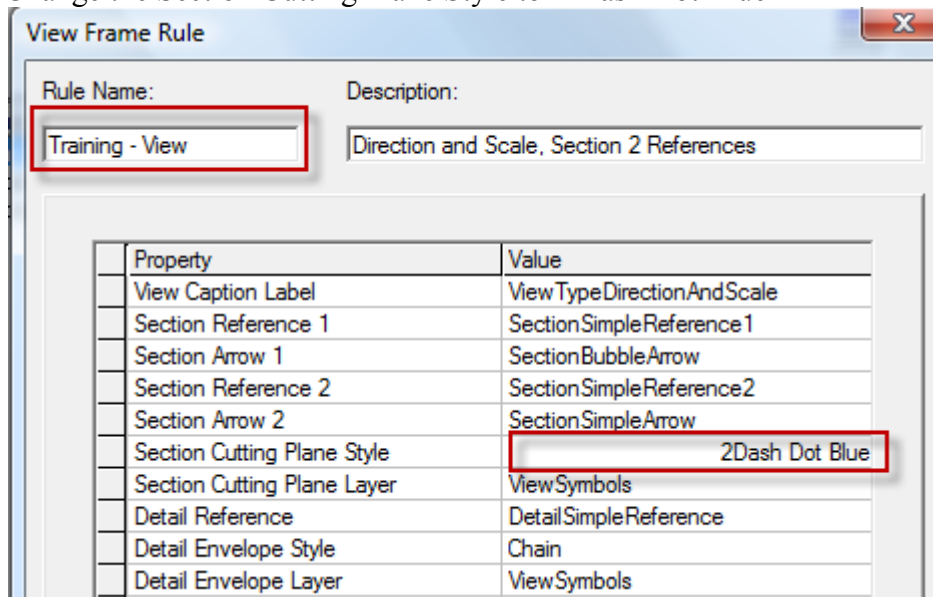 View Frame Rule
Rule Name: Description:
Training - View Direction and Scale, Section 2 References
Property Value
View Caption Label ViewTypeDirectionAndScale
Section Reference 1 SectionSimpleReference1
Section Arrow 1 SectionBubbleArrow
Section Reference 2 SectionSimpleReference2
Section Arrow 2 SectionSimpleArrow
Section Cutting Plane Style 2Dash Dot Blue
Section Cutting Plane Layer ViewSymbols
Detail Reference DetailSimpleReference
Detail Envelope Style Chain
Detail Envelope Layer ViewSymbols